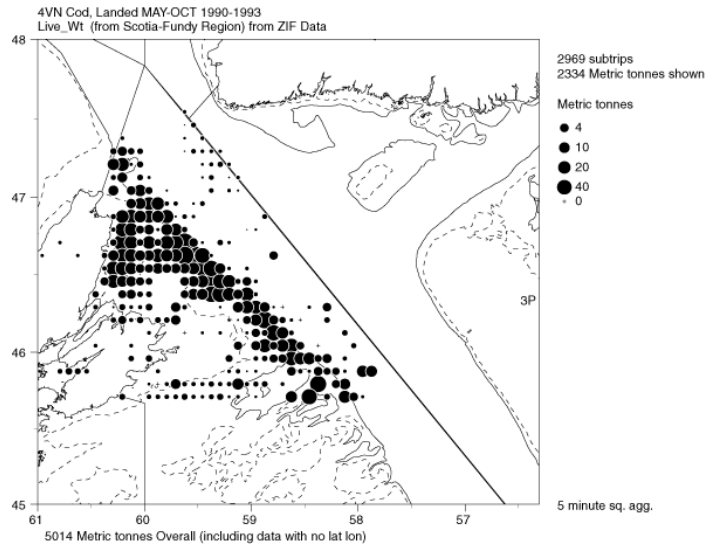 4VN Cod, Landed MAY-OCT 1990-1993
Live_Wt (from Scotia-Fundy Region) from ZIF Data
48
47
46
45
61
60
59
58
57
3P
2969 subtrips
2334 Metric tonnes shown
Metric tonnes
4
10
20
40
0
5 minute sq. agg.
5014 Metric tonnes Overall (including data with no lat lon)